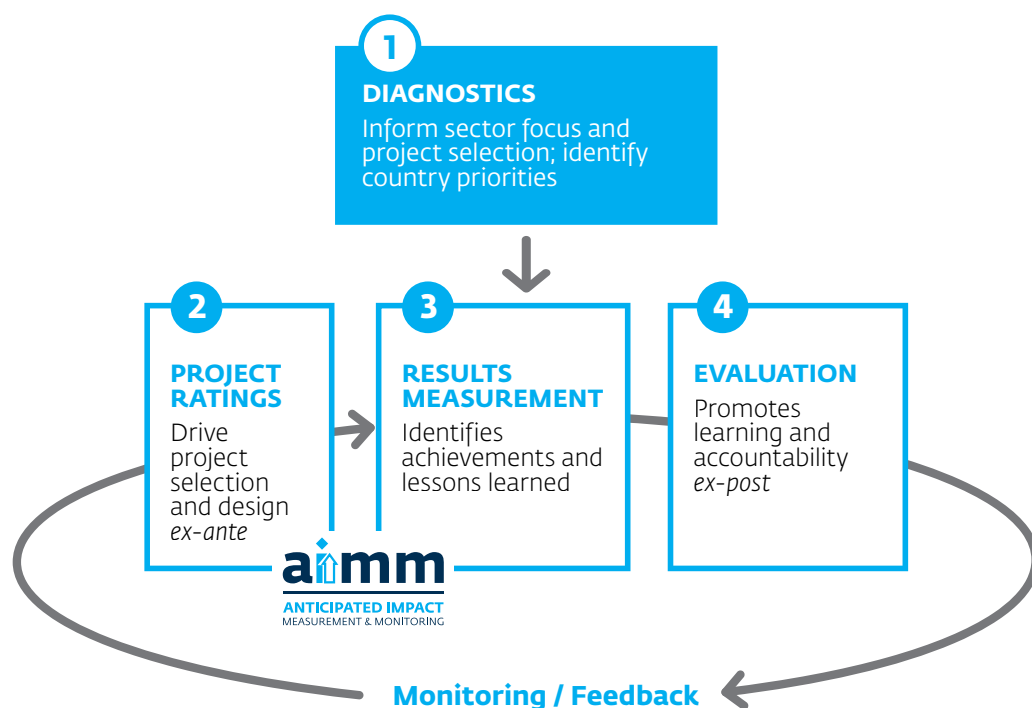 1
DIAGNOSTICS
Inform sector focus and
project selection; identify
country priorities
2
PROJECT
RATINGS
Drive
project
selection
and design
ex-ante
3
RESULTS
MEASUREMENT
Identifies
achievements and
lessons learned
4
EVALUATION
Promotes
learning and
accountability
ex-post
aimm
ANTICIPATED IMPACT
MEASUREMENT & MONITORING
Monitoring / Feedback